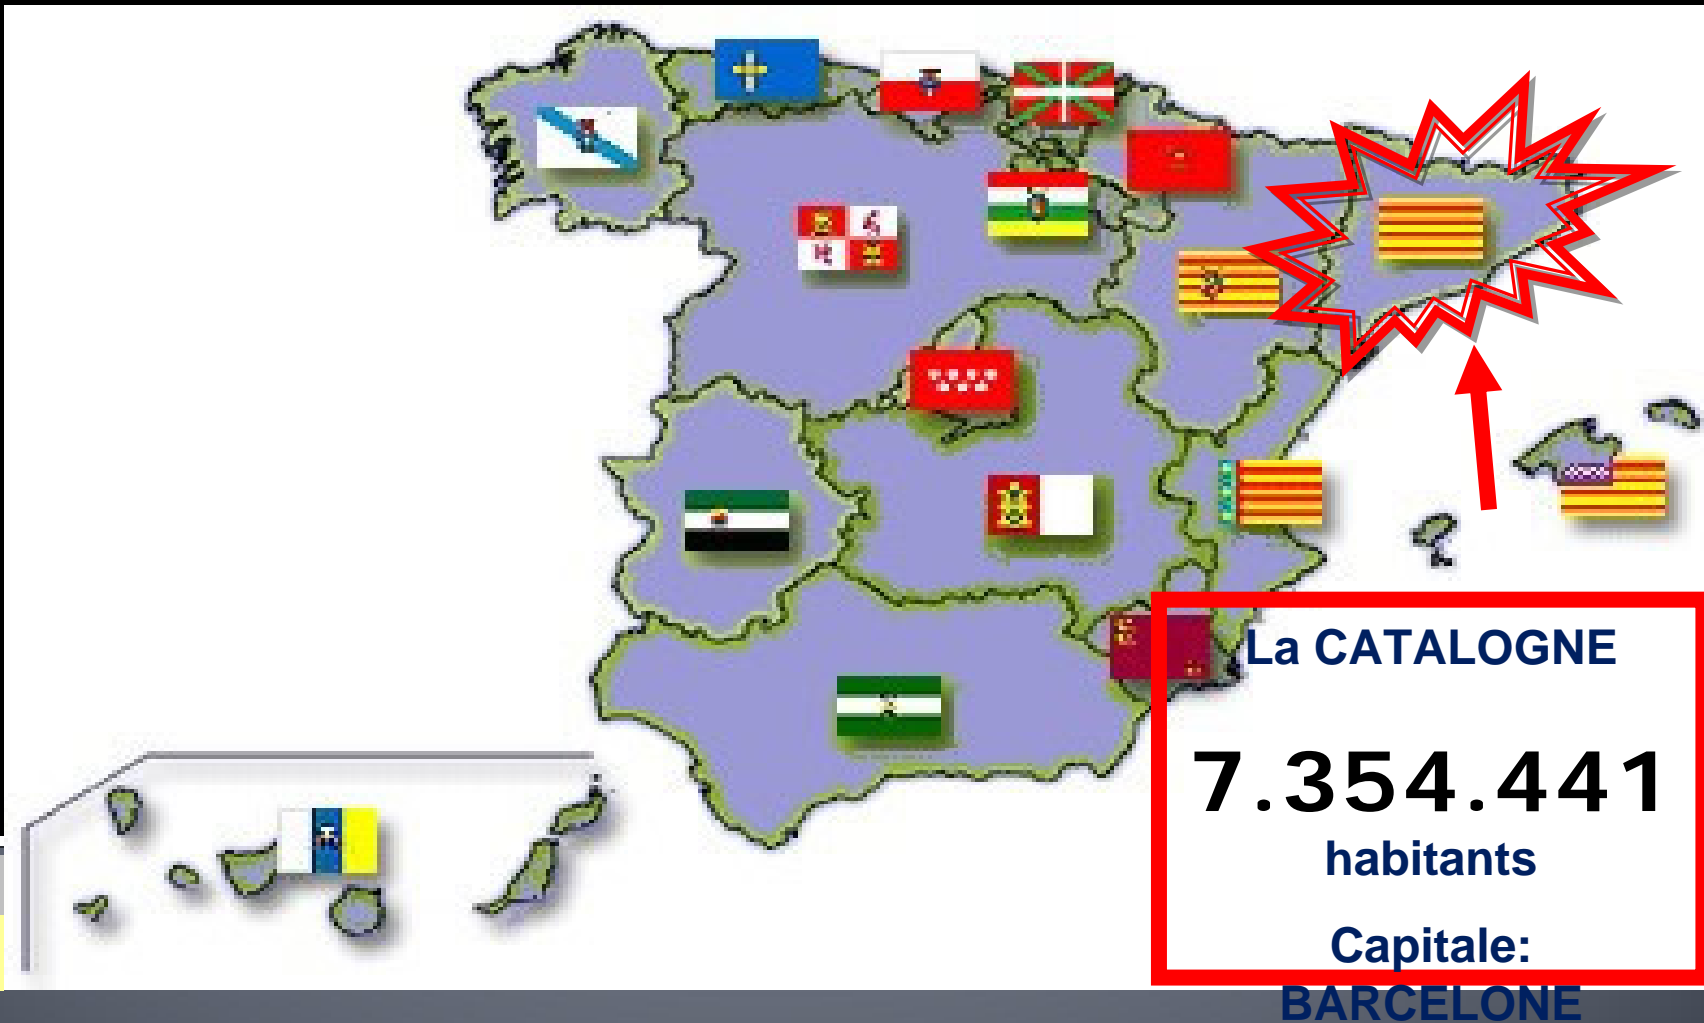 La CATALOGNE
7.354.441
habitants
Capitale:
BARCELONE